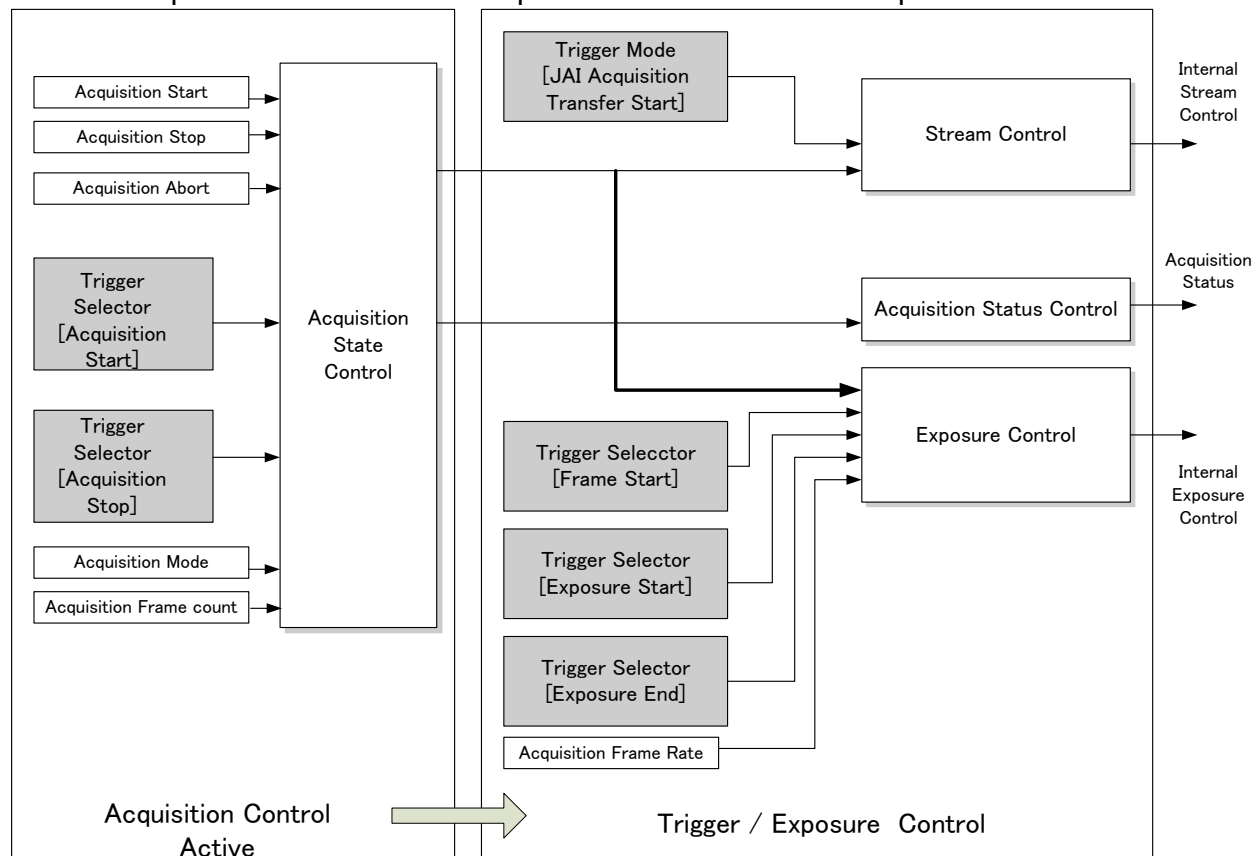 Acquisition Start
Acquisition Stop
Acquisition Abort
Trigger
Selector
[Acquisition
Start]
Trigger
Selector
[Acquisition
Stop]
Acquisition Mode
Acquisition Frame count
Acquisition
State
Control
Acquisition Control
Active
Trigger Mode
[JAI Acquisition
Transfer Start]
Trigger Selecctor
[Frame Start]
Trigger Selector
[Exposure Start]
Trigger Selector
[Exposure End]
Acquisition Frame Rate
Stream Control
Acquisition Status Control
Exposure Control
Trigger / Exposure Control
Internal
Stream
Control
Acquisition
Status
Internal
Exposure
Control